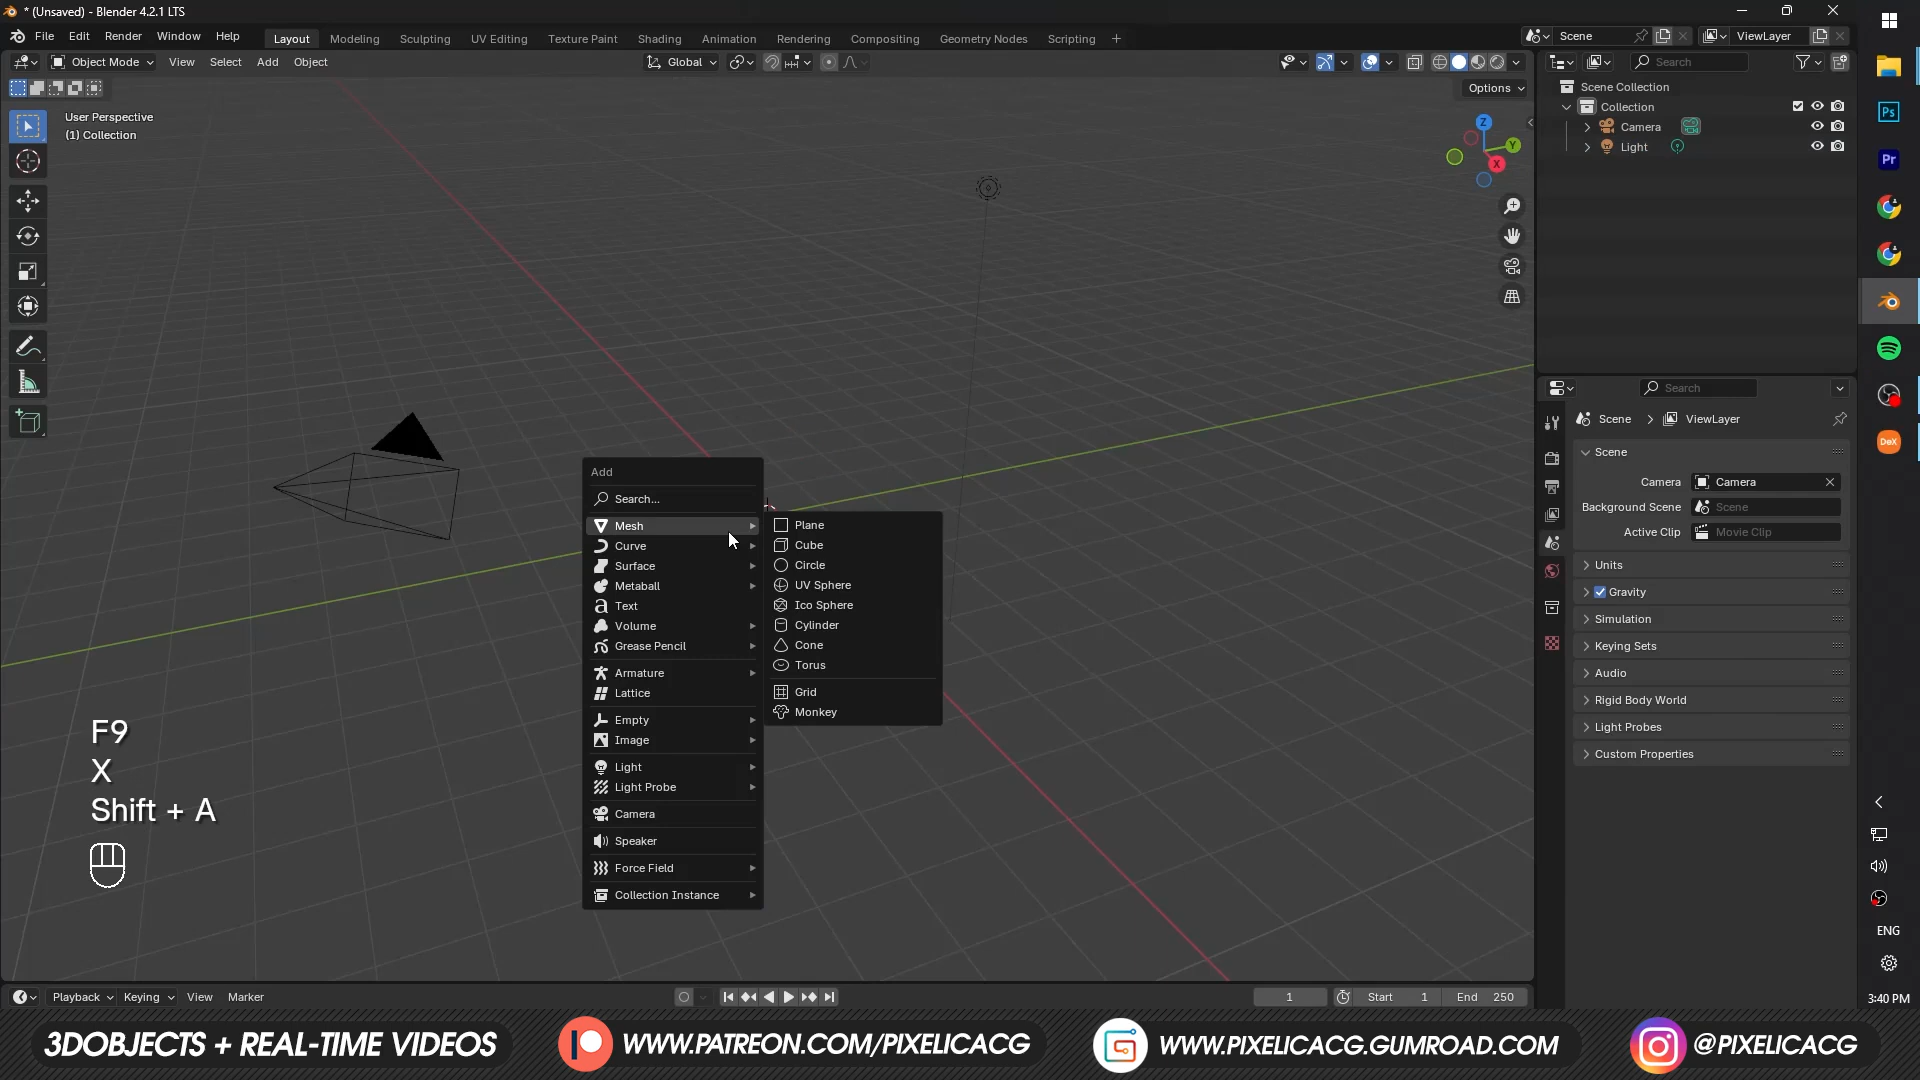 * (Unsaved) - Blender 4.2.1 LTS
File Edit Render Window Help Layout Modeling Sculpting UV Editing Texture Paint Shading Animation Rendering Compositing Geometry Nodes Scripting + Scene ViewLayer
Object Mode View Select Add Object Global Search
Options
User Perspective
(1) Collection
Z
Y
X
Scene Collection
Collection
Camera
Light
Ps
Pr
DeX
Search
Scene > ViewLayer
Scene
Camera Camera
Background Scene Scene
Active Clip Movie Clip
Units
Gravity
Simulation
Keying Sets
Audio
Rigid Body World
Light Probes
Custom Properties
Add
Search...
Mesh
Curve
Surface
Metaball
Text
Volume
Grease Pencil
Armature
Lattice
Empty
Image
Light
Light Probe
Camera
Speaker
Force Field
Collection Instance
Plane
Cube
Circle
UV Sphere
Ico Sphere
Cylinder
Cone
Torus
Grid
Monkey
F9
X
Shift + A
ENG
3:40 PM
Playback Keying View Marker 1 Start 1 End 250
3DOBJECTS + REAL-TIME VIDEOS WWW.PATREON.COM/PIXELICACG WWW.PIXELICACG.GUMROAD.COM @PIXELICACG